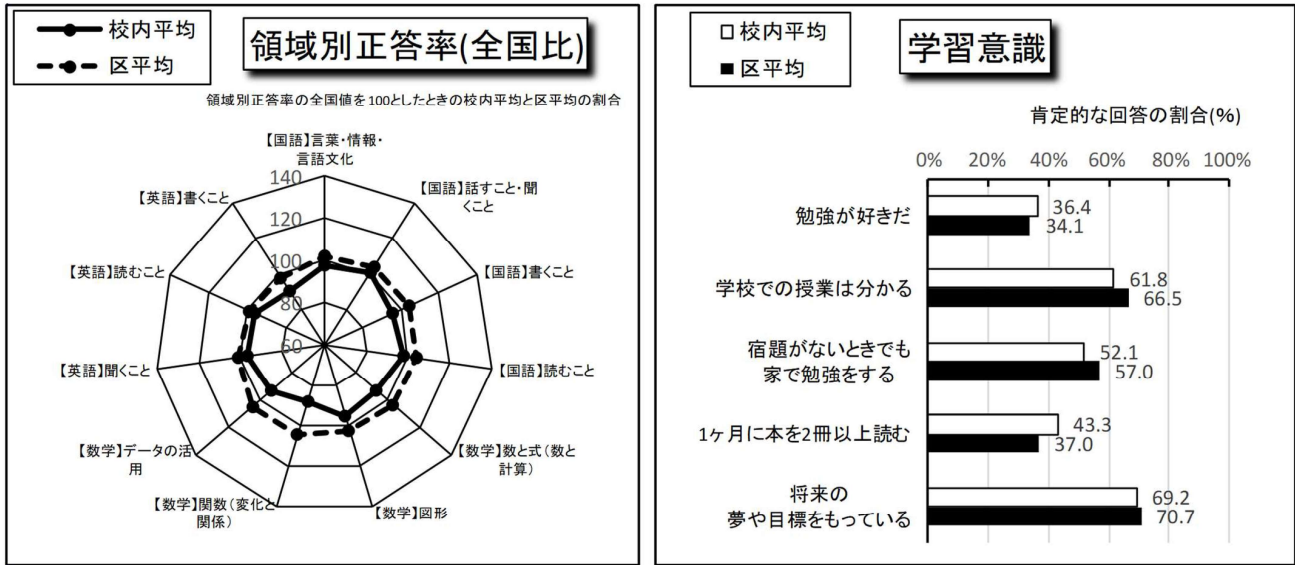 校内平均
区平均
領域別正答率(全国比)
領域別正答率の全国値を100としたときの校内平均と区平均の割合
【国語】言葉・情報・
言語文化
【国語】話すこと・聞
くこと
【国語】書くこと
【国語】読むこと
【数学】数と式(数と
計算)
【数学】図形
【数学】関数(変化と
関係)
【数学】データの活
用
【英語】聞くこと
【英語】読むこと
【英語】書くこと
140
120
100
80
60
校内平均
区平均
学習意識
肯定的な回答の割合(%)
0% 20% 40% 60% 80% 100%
勉強が好きだ
36.4
34.1
学校での授業は分かる
61.8
66.5
宿題がないときでも
家で勉強をする
52.1
57.0
1ヶ月に本を2冊以上読む
43.3
37.0
将来の
夢や目標をもっている
69.2
70.7